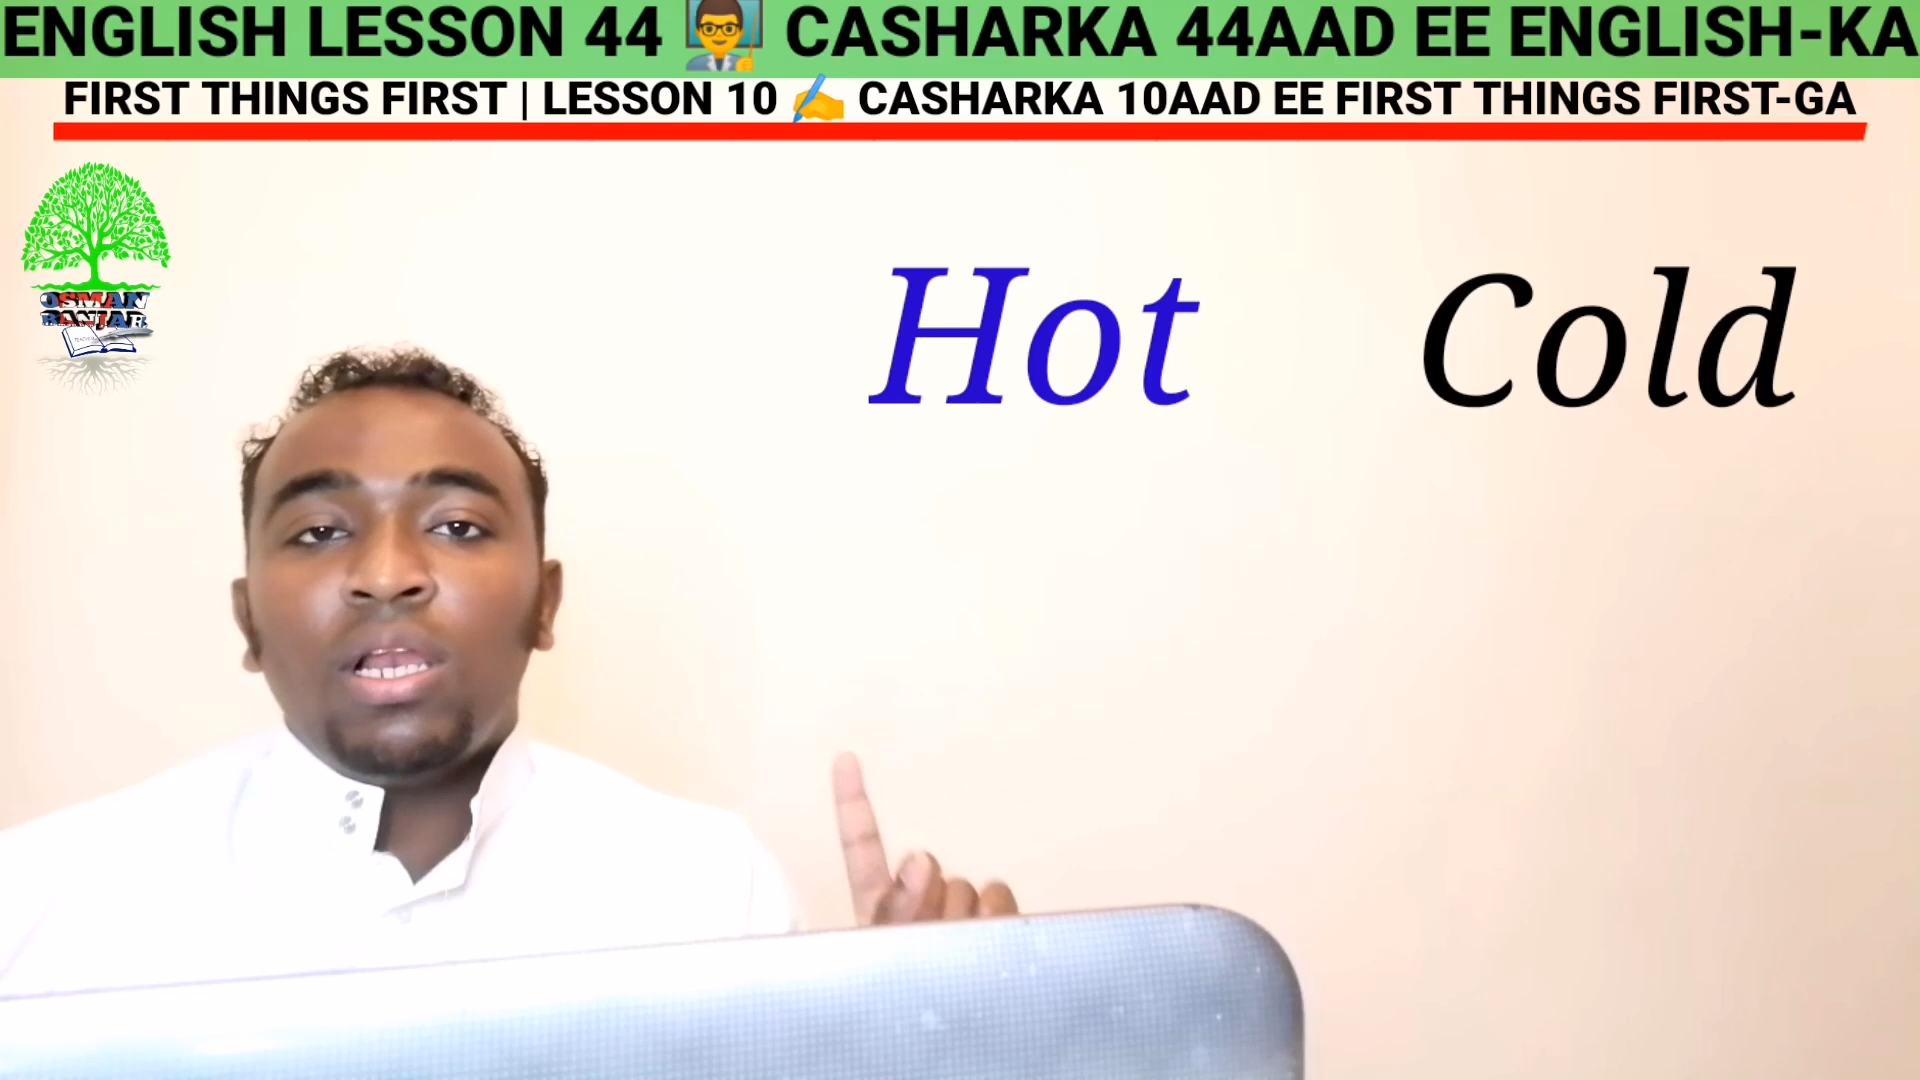 ENGLISH LESSON 44 👨‍🏫 CASHARKA 44AAD EE ENGLISH-KA
FIRST THINGS FIRST | LESSON 10 ✍️ CASHARKA 10AAD EE FIRST THINGS FIRST-GA
Hot Cold
OSMAN
BANJAR